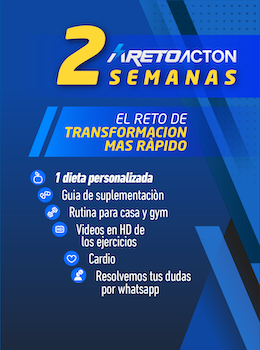 2 RETOACTON
SEMANAS
EL RETO DE
TRANSFORMACION
MAS RÁPIDO
1 dieta personalizada
Guia de suplementaciòn
Rutina para casa y gym
Videos en HD de
los ejercicios
Cardio
Resolvemos tus dudas
por whatsapp